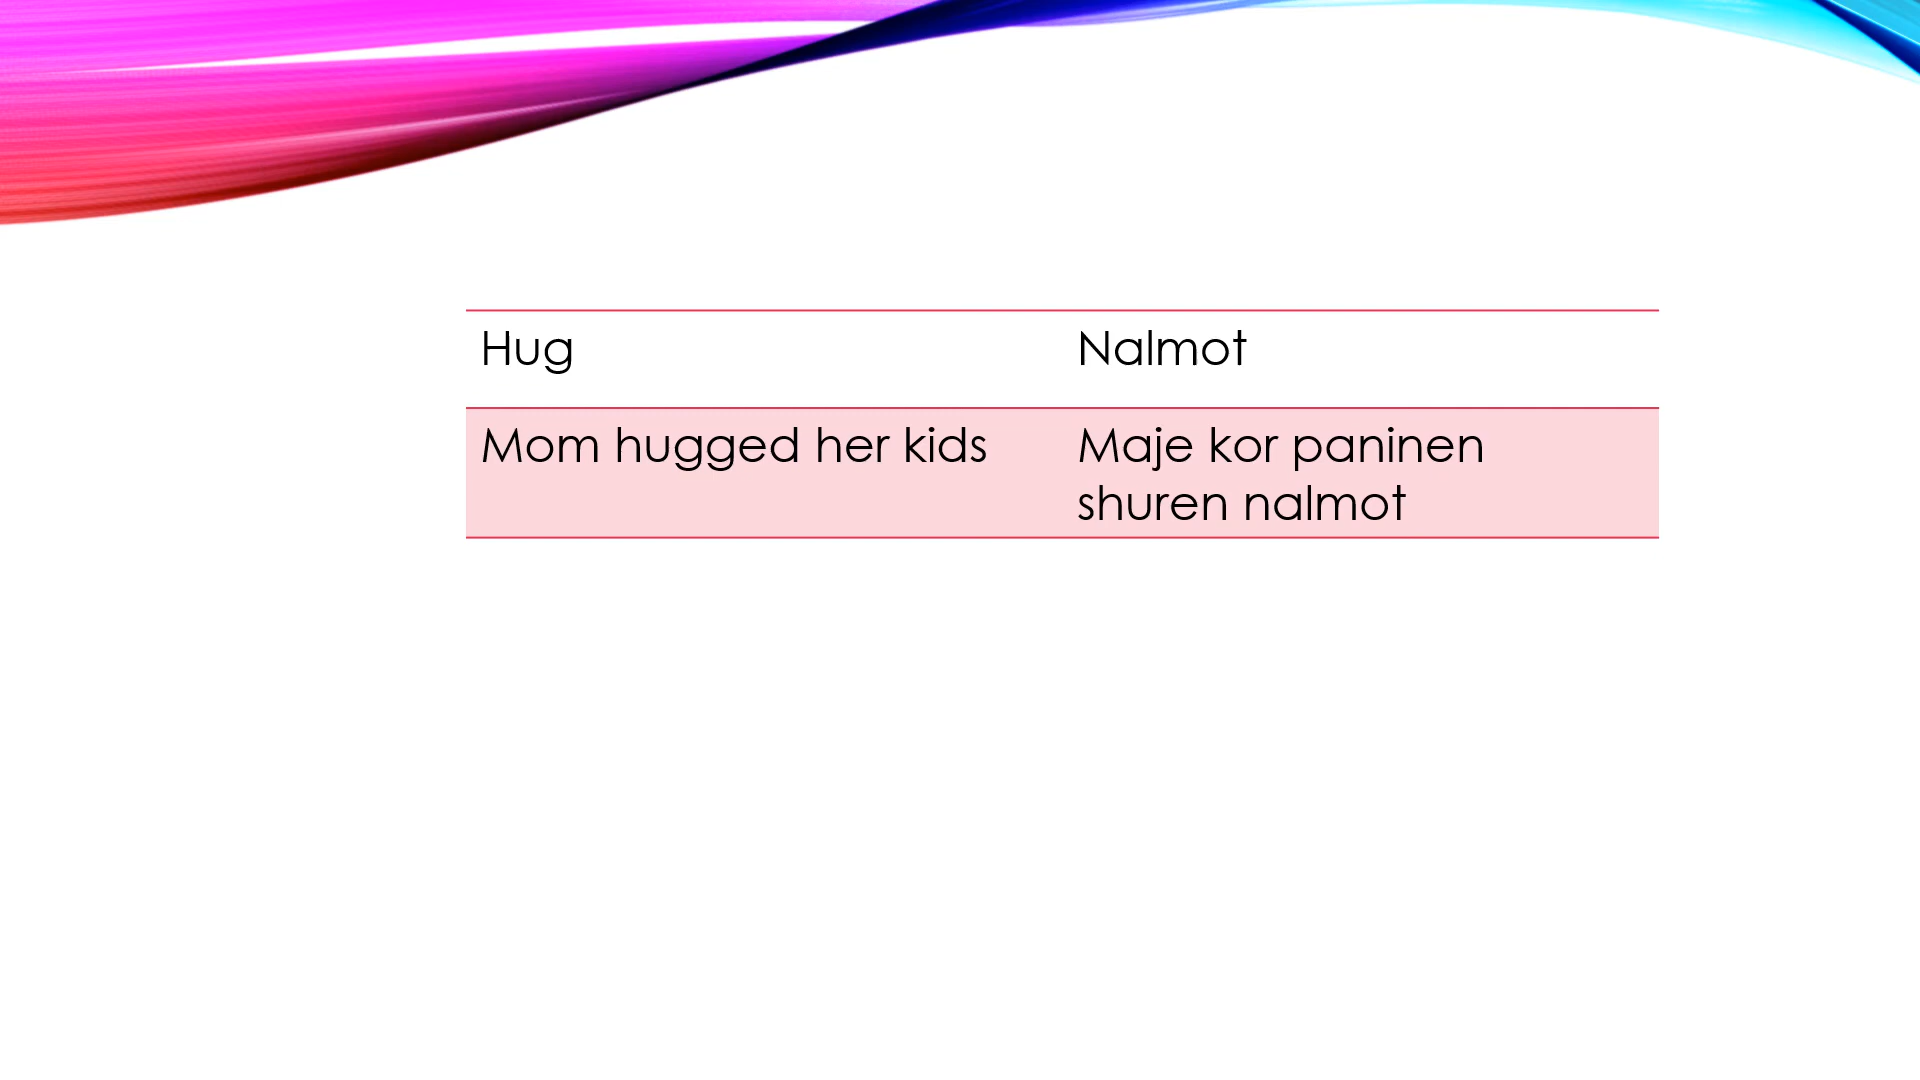 Hug
Nalmot
Mom hugged her kids
Maje kor paninen
shuren nalmot